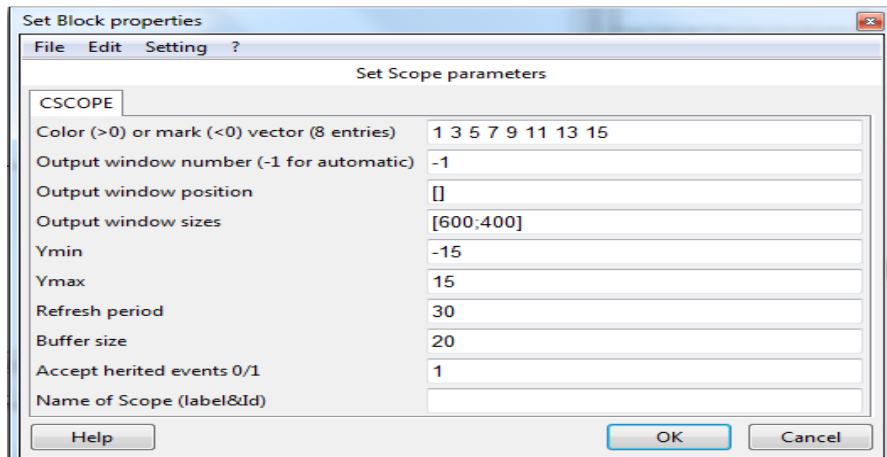 Set Block properties
File Edit Setting ?
Set Scope parameters
CSCOPE
Color (>0) or mark (<0) vector (8 entries) 1 3 5 7 9 11 13 15
Output window number (-1 for automatic) -1
Output window position []
Output window sizes [600;400]
Ymin -15
Ymax 15
Refresh period 30
Buffer size 20
Accept herited events 0/1 1
Name of Scope (label&Id)
Help OK Cancel